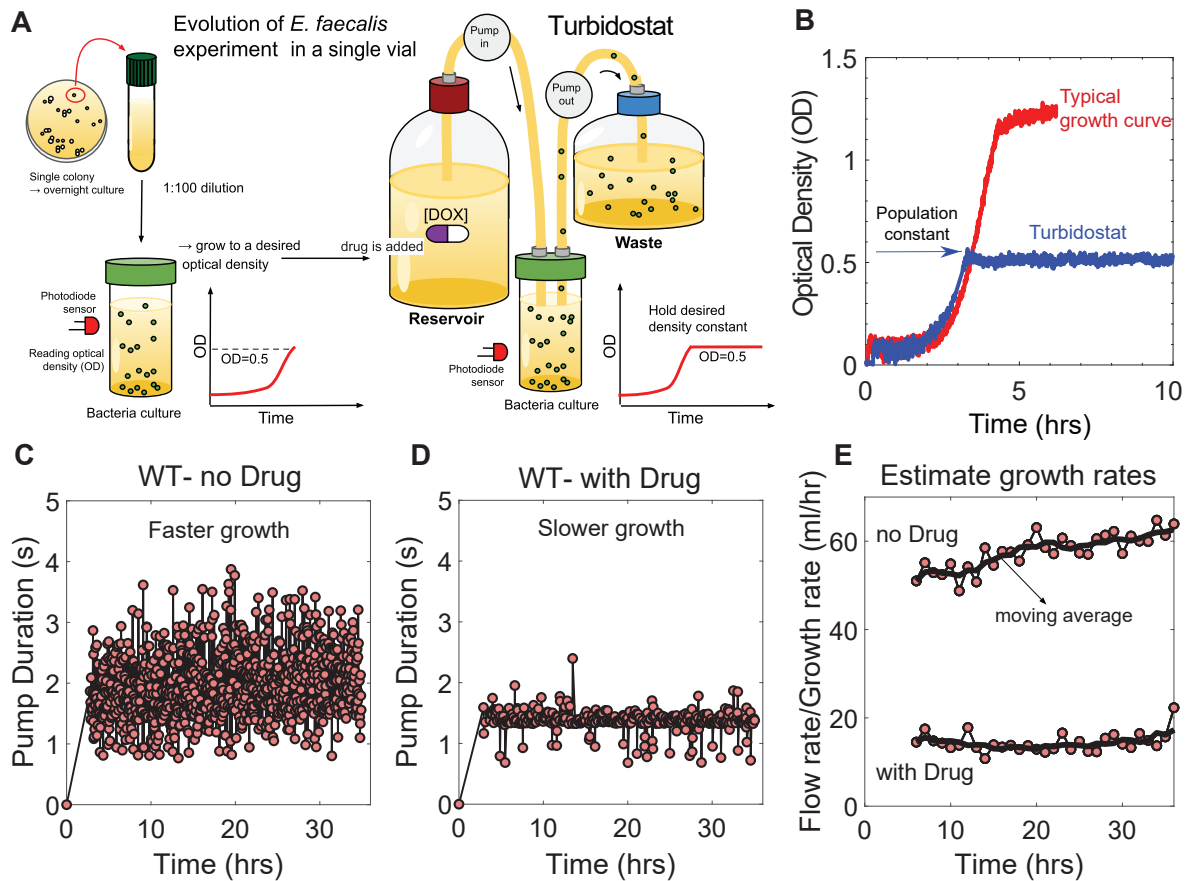 A
Evolution of E. faecalis
experiment in a single vial
Turbidostat
Pump
in
Pump
out
Single colony
→ overnight culture
1:100 dilution
[DOX]
Waste
→ grow to a desired
optical density
drug is added
Photodiode
sensor
Reading optical
density (OD)
Bacteria culture
OD
OD=0.5
Time
Reservoir
Photodiode
sensor
Bacteria culture
Hold desired
density constant
OD
OD=0.5
Time
B
Optical Density (OD)
1.5
1
0.5
0
Typical
growth curve
Population
constant
Turbidostat
0
5
10
Time (hrs)
C
WT- no Drug
Faster growth
Pump Duration (s)
5
4
3
2
1
0
0
10
20
30
Time (hrs)
D
WT- with Drug
Slower growth
Pump Duration (s)
5
4
3
2
1
0
0
10
20
30
Time (hrs)
E
Estimate growth rates
Flow rate/Growth rate (ml/hr)
60
40
20
0
no Drug
moving average
with Drug
0
10
20
30
Time (hrs)